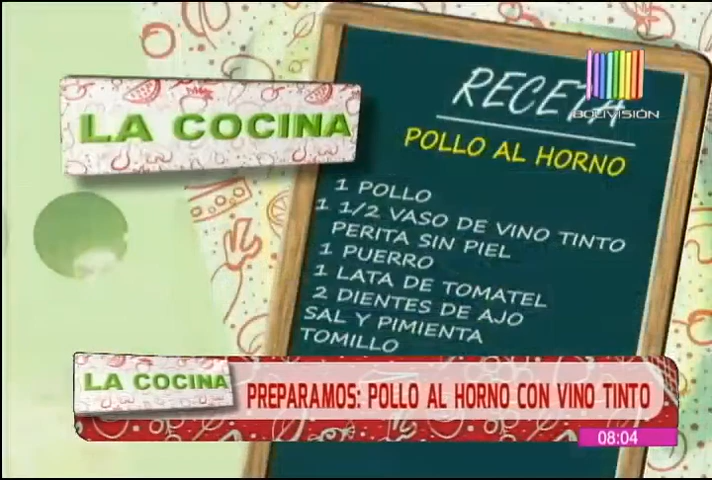 LA COCINA
RECETA
BOLIVISIÓN
POLLO AL HORNO
1 POLLO
1 1/2 VASO DE VINO TINTO
PERITA SIN PIEL
1 PUERRO
1 LATA DE TOMATEL
2 DIENTES DE AJO
SAL Y PIMIENTA
TOMILLO
LA COCINA
PREPARAMOS: POLLO AL HORNO CON VINO TINTO
08:04